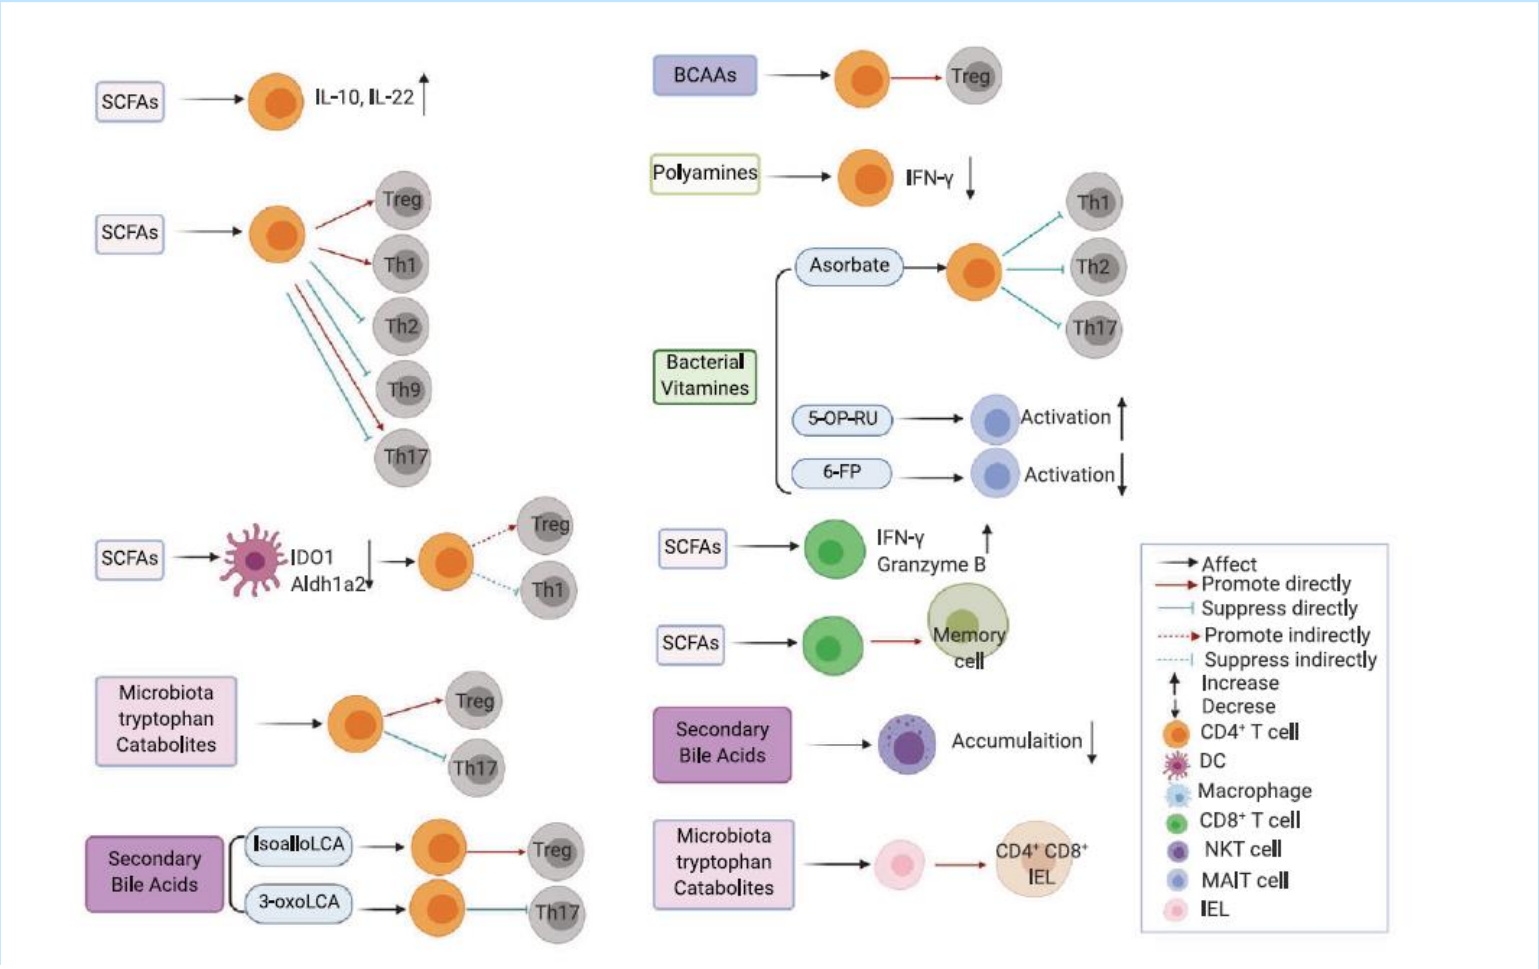 SCFAs
IL-10, IL-22
SCFAs
Treg
Th1
Th2
Th9
Th17
SCFAs
IDO1
Aldh1a2
Treg
Th1
Microbiota
tryptophan
Catabolites
Treg
Th17
Secondary
Bile Acids
IsoalloLCA
Treg
3-oxoLCA
Th17
BCAAs
Treg
Polyamines
IFN-γ
Bacterial
Vitamines
Asorbate
Th1
Th2
Th17
5-OP-RU
Activation
6-FP
Activation
SCFAs
IFN-γ
Granzyme B
SCFAs
Memory
cell
Secondary
Bile Acids
Accumulaition
Microbiota
tryptophan
Catabolites
CD4⁺ CD8⁺
IEL
Affect
Promote directly
Suppress directly
Promote indirectly
Suppress indirectly
Increase
Decrese
CD4⁺ T cell
DC
Macrophage
CD8⁺ T cell
NKT cell
MAIT cell
IEL